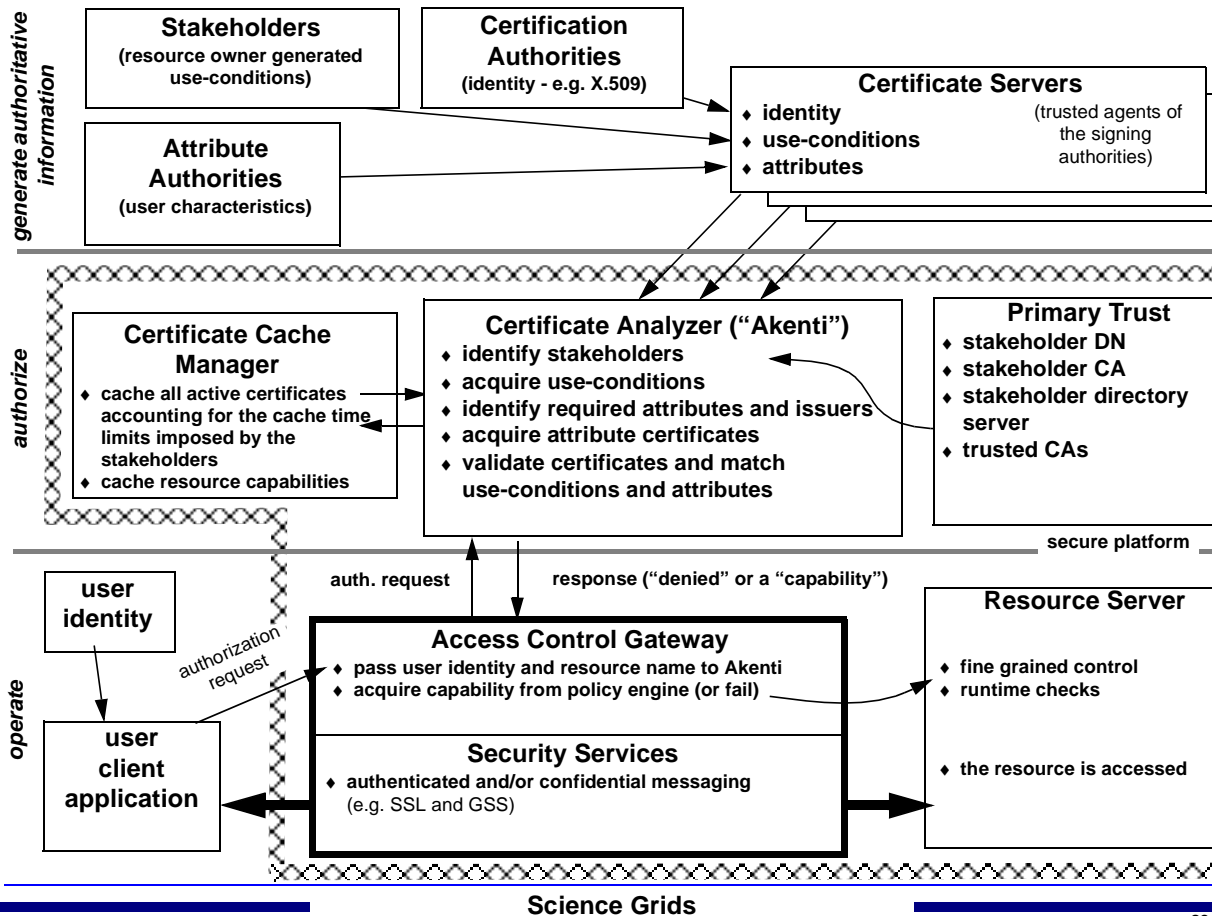 generate authoritative
information
Stakeholders
(resource owner generated
use-conditions)
Certification
Authorities
(identity - e.g. X.509)
Attribute
Authorities
(user characteristics)
Certificate Servers
♦ identity
♦ use-conditions
♦ attributes
(trusted agents of
the signing
authorities)
authorize
Certificate Cache
Manager
♦ cache all active certificates
accounting for the cache time
limits imposed by the
stakeholders
♦ cache resource capabilities
Certificate Analyzer (“Akenti”)
♦ identify stakeholders
♦ acquire use-conditions
♦ identify required attributes and issuers
♦ acquire attribute certificates
♦ validate certificates and match
use-conditions and attributes
Primary Trust
♦ stakeholder DN
♦ stakeholder CA
♦ stakeholder directory
server
♦ trusted CAs
secure platform
operate
user
identity
user
client
application
authorization
request
auth. request
response (“denied” or a “capability”)
Access Control Gateway
♦ pass user identity and resource name to Akenti
♦ acquire capability from policy engine (or fail)
Security Services
♦ authenticated and/or confidential messaging
(e.g. SSL and GSS)
Resource Server
♦ fine grained control
♦ runtime checks
♦ the resource is accessed
Science Grids